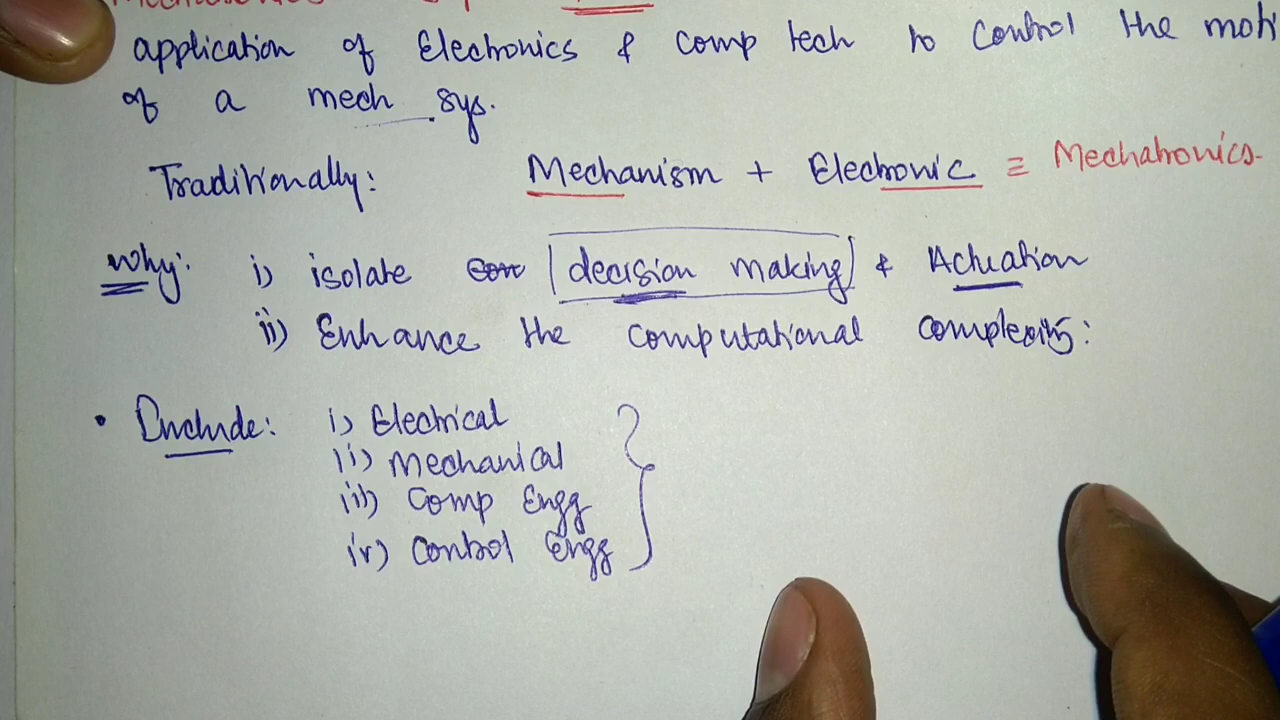 application of Electronics & comp tech to control the moti
of a mech sys.
Traditionally: Mechanism + Electronic ≡ Mechatronics.
Why: i) isolate decision making & Actuation
ii) Enhance the computational complexity:
• Include: i) Electrical
ii) Mechanical
iii) Comp Engg
iv) Control Engg